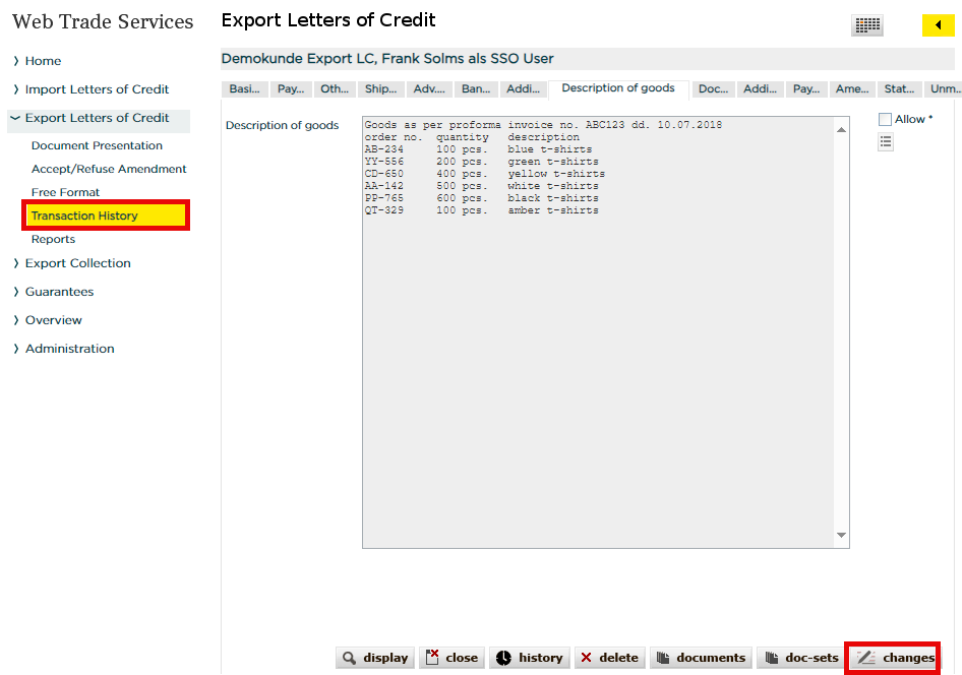 Web Trade Services
Export Letters of Credit
Home
Import Letters of Credit
Export Letters of Credit
Document Presentation
Accept/Refuse Amendment
Free Format
Transaction History
Reports
Export Collection
Guarantees
Overview
Administration
Demokunde Export LC, Frank Solms als SSO User
Basi... Pay... Oth... Ship... Adv.... Ban... Addi... Description of goods Doc... Addi... Pay... Ame... Stat... Unm..
Description of goods
Goods as per proforma invoice no. ABC123 dd. 10.07.2018
order no. quantity description
AB-234 100 pcs. blue t-shirts
YY-556 200 pcs. green t-shirts
CD-650 400 pcs. yellow t-shirts
AA-142 500 pcs. white t-shirts
PP-765 600 pcs. black t-shirts
QT-329 100 pcs. amber t-shirts
Allow *
display close history delete documents doc-sets changes